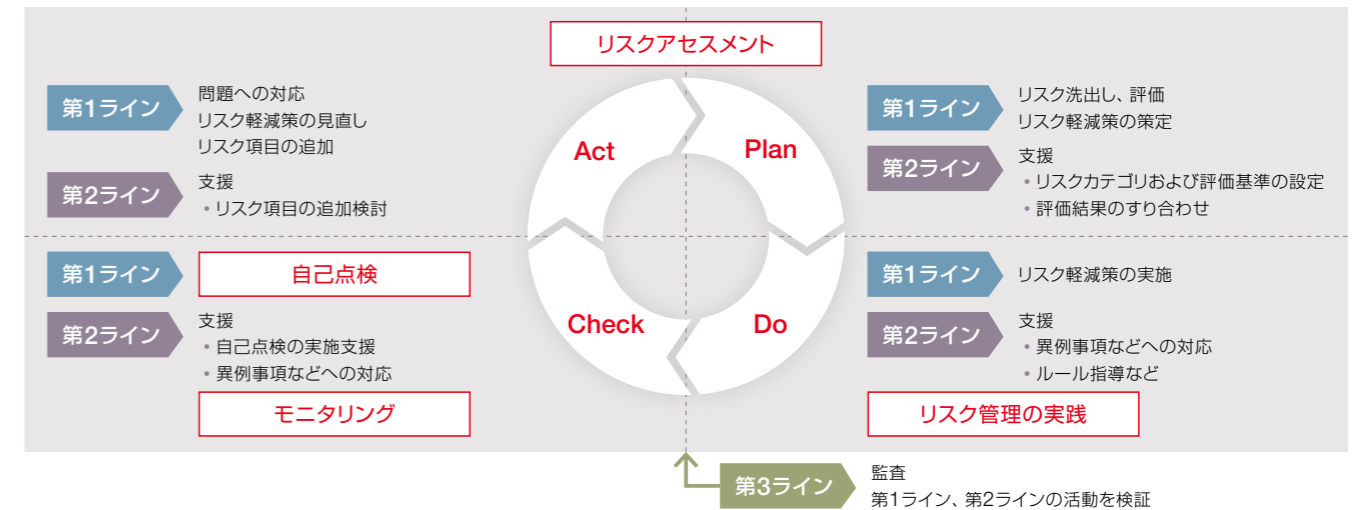 リスクアセスメント
第1ライン
問題への対応
リスク軽減策の見直し
リスク項目の追加
第2ライン
支援
・リスク項目の追加検討
Act
Plan
第1ライン
リスク洗出し、評価
リスク軽減策の策定
第2ライン
支援
・リスクカテゴリおよび評価基準の設定
・評価結果のすり合わせ
第1ライン
自己点検
第2ライン
支援
・自己点検の実施支援
・異例事項などへの対応
モニタリング
Check
Do
第1ライン
リスク軽減策の実施
第2ライン
支援
・異例事項などへの対応
・ルール指導など
リスク管理の実践
第3ライン
監査
第1ライン、第2ラインの活動を検証